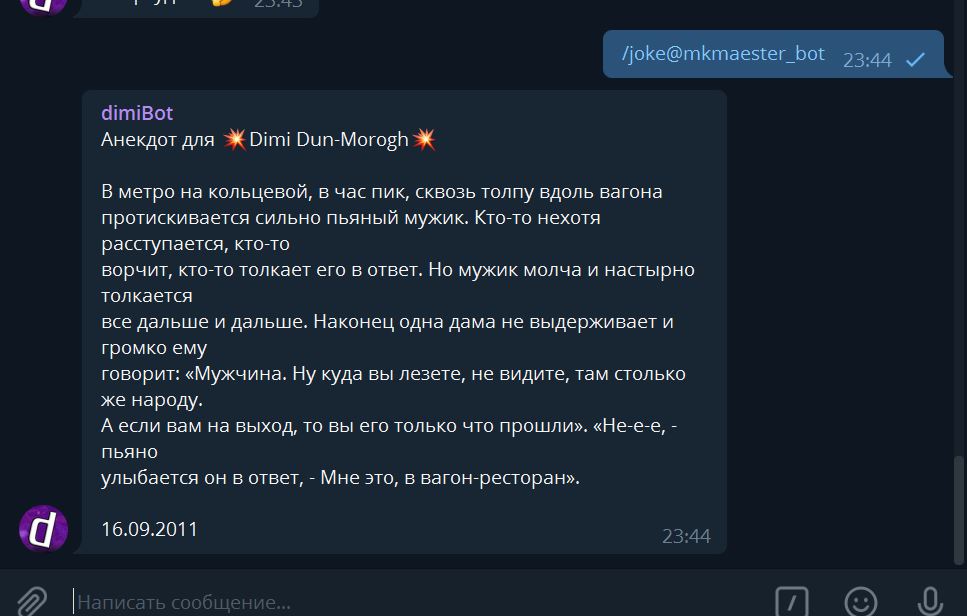 23:43
/joke@mkmaester_bot 23:44
dimiBot
Анекдот для 💥Dimi Dun-Morogh💥
В метро на кольцевой, в час пик, сквозь толпу вдоль вагона
протискивается сильно пьяный мужик. Кто-то нехотя
расступается, кто-то
ворчит, кто-то толкает его в ответ. Но мужик молча и настырно
толкается
все дальше и дальше. Наконец одна дама не выдерживает и
громко ему
говорит: «Мужчина. Ну куда вы лезете, не видите, там столько
же народу.
А если вам на выход, то вы его только что прошли». «Не-е-е, -
пьяно
улыбается он в ответ, - Мне это, в вагон-ресторан».
16.09.2011
23:44
d
Написать сообщение...